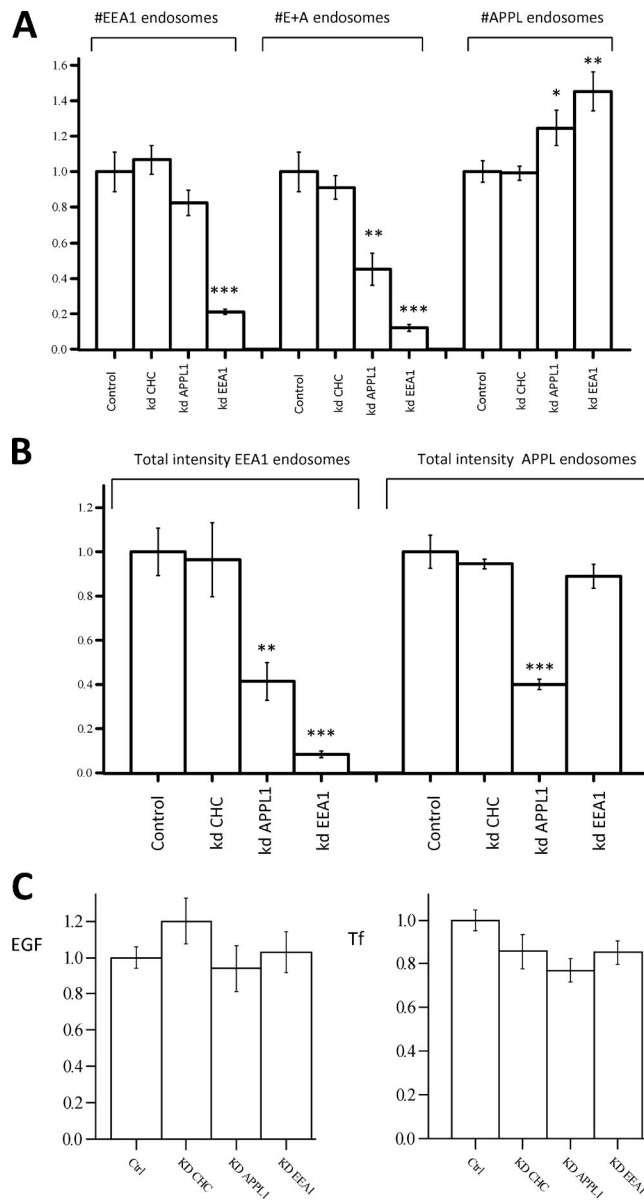 A
#EEA1 endosomes #E+A endosomes #APPL endosomes
1.6
1.4
1.2
1.0
0.8
0.6
0.4
0.2
0.0
* **
** ***
*** 
Control kd CHC kd APPL1 kd EEA1 Control kd CHC kd APPL1 kd EEA1 Control kd CHC kd APPL1 kd EEA1
B
Total intensity EEA1 endosomes Total intensity APPL endosomes
1.2
1.0
0.8
0.6
0.4
0.2
0.0
** *** ***
Control kd CHC kd APPL1 kd EEA1 Control kd CHC kd APPL1 kd EEA1
C
EGF
1.2
1.0
0.8
0.6
0.4
0.2
0.0
Ctrl KD CHC KD APPL1 KD EEA1
Tf
1.0
0.8
0.6
0.4
0.2
0.0
Ctrl KD CHC KD APPL1 KD EEA1